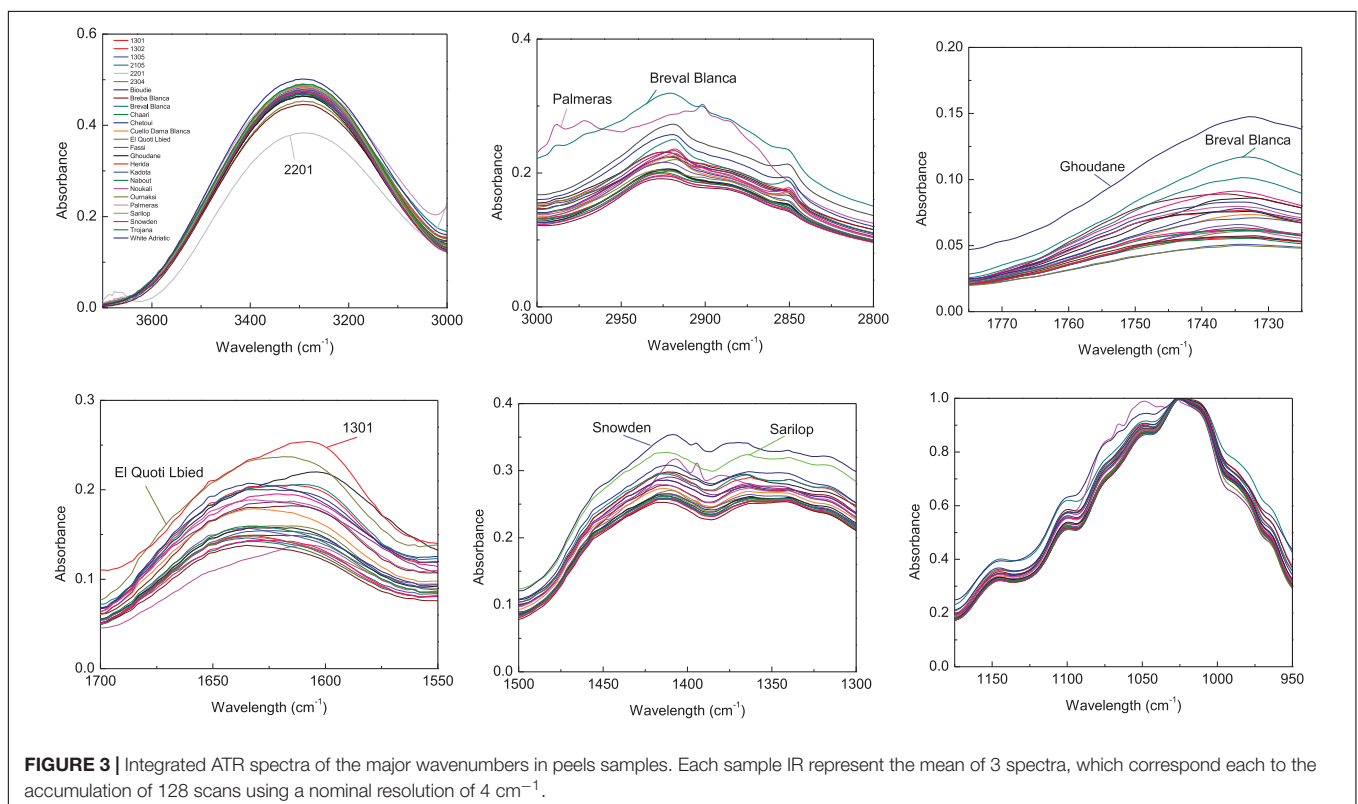 0.6
0.4
0.2
0.0
Absorbance
3600
3400
3200
3000
Wavelength (cm⁻¹)
1301
1302
1305
2105
2201
2304
Bioudie
Breba Blanca
Breval Blanca
Chaari
Chetoui
Cuello Dama Blanca
El Quoti Lbied
Fassi
Ghoudane
Herida
Kadota
Nabout
Noukali
Ournaksi
Palmeras
Sarilop
Snowden
Trojana
White Adriatic
2201
0.4
0.2
0.0
Absorbance
3000
2950
2900
2850
2800
Wavelength (cm⁻¹)
Palmeras
Breval Blanca
0.20
0.15
0.10
0.05
0.00
Absorbance
1770
1760
1750
1740
1730
Wavelength (cm⁻¹)
Ghoudane
Breval Blanca
0.3
0.2
0.1
0.0
Absorbance
1700
1650
1600
1550
Wavelength (cm⁻¹)
El Quoti Lbied
1301
0.4
0.3
0.2
0.1
0.0
Absorbance
1500
1450
1400
1350
1300
Wavelength (cm⁻¹)
Snowden
Sarilop
1.0
0.8
0.6
0.4
0.2
0.0
Absorbance
1150
1100
1050
1000
950
Wavelength (cm⁻¹)
FIGURE 3 | Integrated ATR spectra of the major wavenumbers in peels samples. Each sample IR represent the mean of 3 spectra, which correspond each to the
accumulation of 128 scans using a nominal resolution of 4 cm⁻¹.